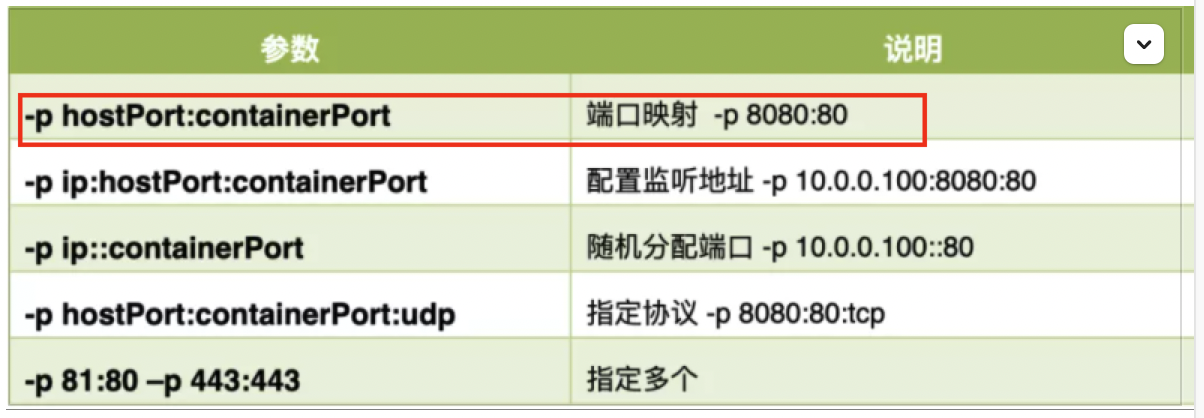 参数 说明
-p hostPort:containerPort 端口映射 -p 8080:80
-p ip:hostPort:containerPort 配置监听地址 -p 10.0.0.100:8080:80
-p ip::containerPort 随机分配端口 -p 10.0.0.100::80
-p hostPort:containerPort:udp 指定协议 -p 8080:80:tcp
-p 81:80 –p 443:443 指定多个